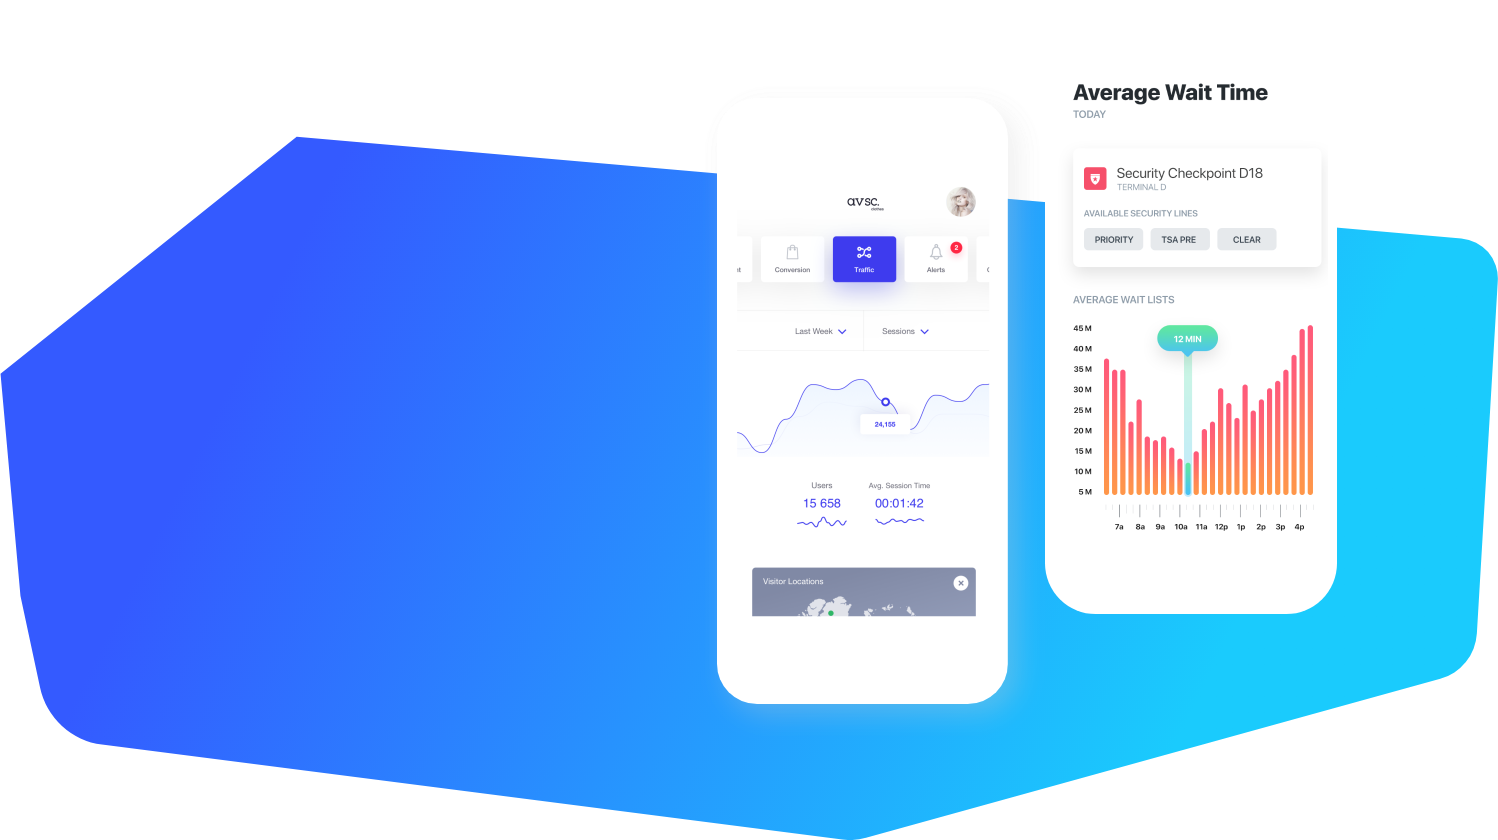 avsc.
clothes
Conversion
Traffic
Alerts
2
Last Week
Sessions
24,155
Users
Avg. Session Time
15 658
00:01:42
Visitor Locations
Average Wait Time
TODAY
Security Checkpoint D18
TERMINAL D
AVAILABLE SECURITY LINES
PRIORITY
TSA PRE
CLEAR
AVERAGE WAIT LISTS
45 M
40 M
35 M
30 M
25 M
20 M
15 M
10 M
5 M
12 MIN
7a 8a 9a 10a 11a 12p 1p 2p 3p 4p